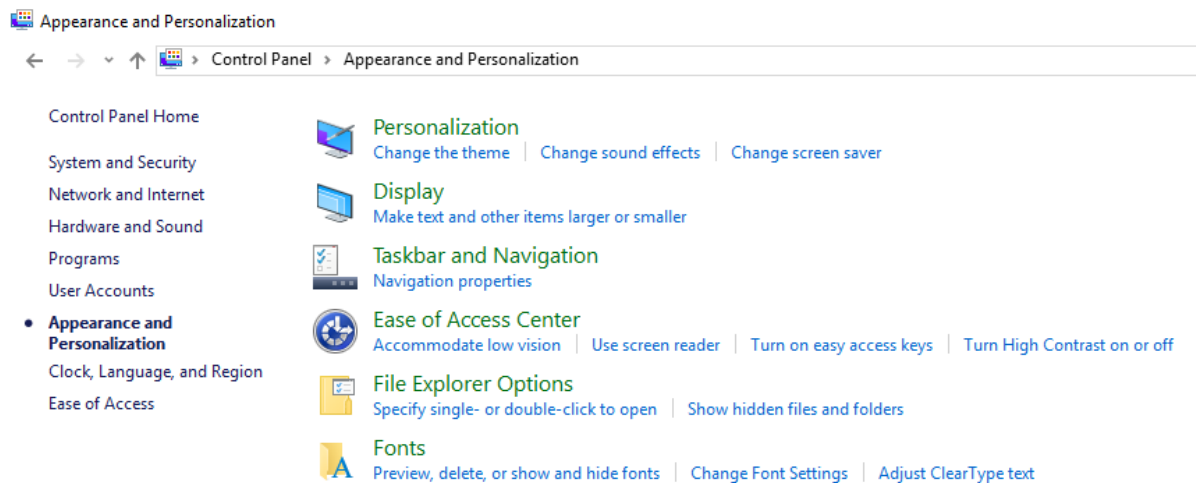 Appearance and Personalization
Control Panel > Appearance and Personalization
Control Panel Home
System and Security
Network and Internet
Hardware and Sound
Programs
User Accounts
Appearance and
Personalization
Clock, Language, and Region
Ease of Access
Personalization
Change the theme | Change sound effects | Change screen saver
Display
Make text and other items larger or smaller
Taskbar and Navigation
Navigation properties
Ease of Access Center
Accommodate low vision | Use screen reader | Turn on easy access keys | Turn High Contrast on or off
File Explorer Options
Specify single- or double-click to open | Show hidden files and folders
Fonts
Preview, delete, or show and hide fonts | Change Font Settings | Adjust ClearType text